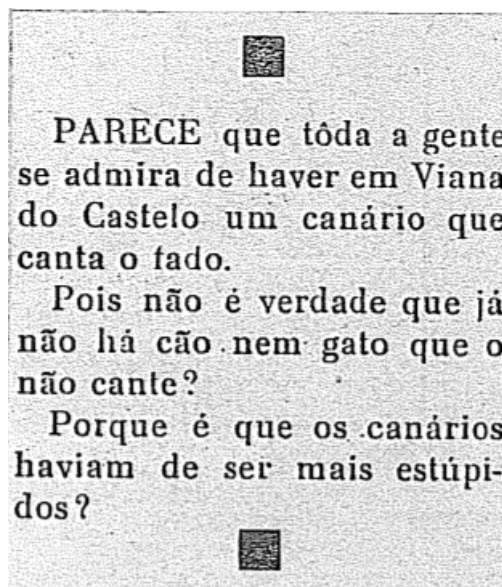 PARECE que tôda a gente
se admira de haver em Viana
do Castelo um canário que
canta o fado.
Pois não é verdade que já
não há cão nem gato que o
não cante?
Porque é que os canários
haviam de ser mais estúpi-
dos?